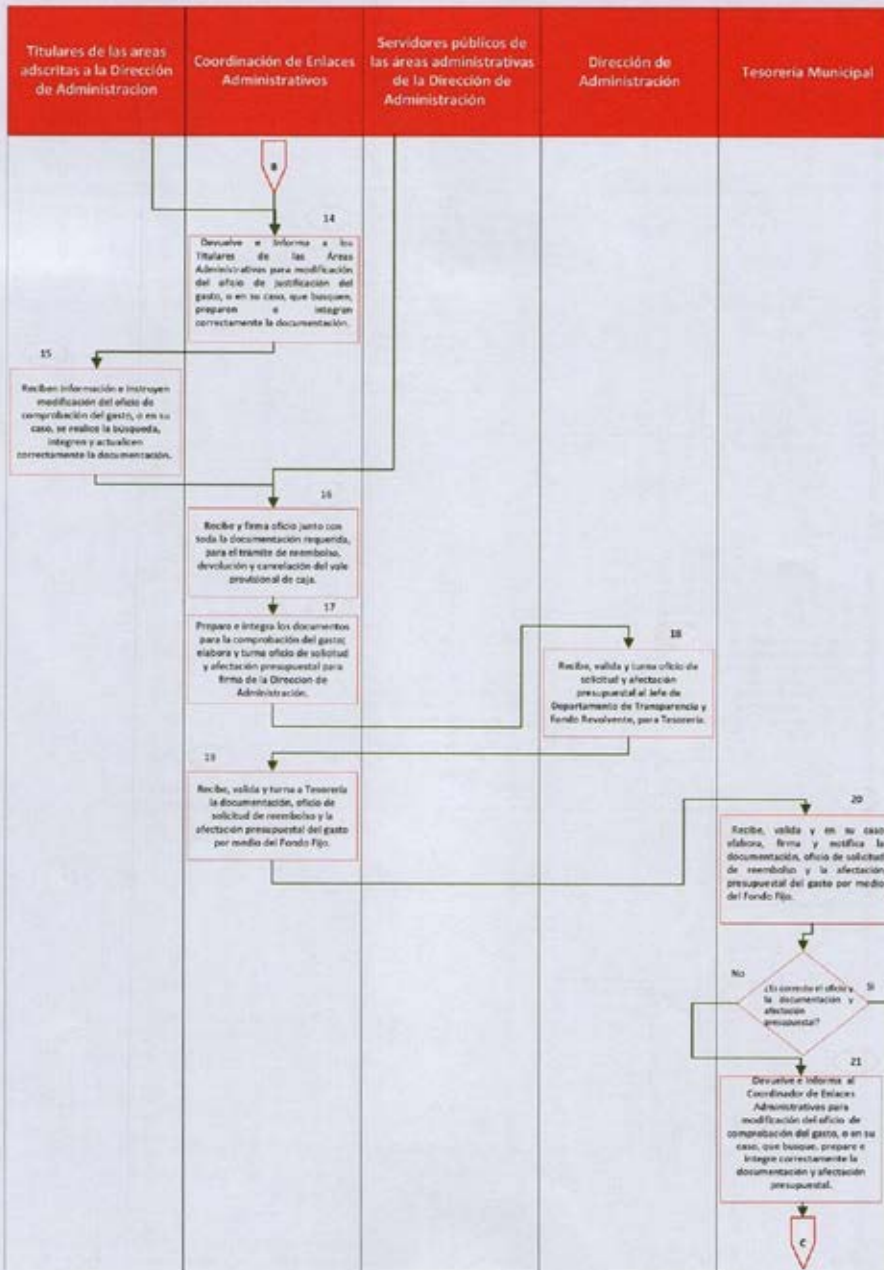 Titulares de las areas
adscritas a la Dirección
de Administracion
Coordinación de Enlaces
Administrativos
Servidores públicos de
las áreas administrativas
de la Dirección de
Administración
Dirección de
Administración
Tesorería Municipal
B
14
Devuelve e Informa a los
Titulares de las Áreas
Administrativas para modificación
del oficio de justificación del
gasto, o en su caso, que busquen,
preparen e integren
correctamente la documentación.
15
Reciben información e instruyen
modificación del oficio de
comprobación del gasto, o en su
caso, se realice la búsqueda,
integren y actualicen
correctamente la documentación.
16
Recibe y firma oficio junto con
toda la documentación requerida,
para el trámite de reembolso,
devolución y cancelación del vale
provisional de caja.
17
Prepara e integra los documentos
para la comprobación del gasto;
elabora y turna oficio de solicitud
y afectación presupuestal para
firma de la Direccion de
Administración.
18
Recibe, valida y turna oficio de
solicitud y afectación
presupuestal al Jefe de
Departamento de Transparencia y
Fondo Revolvente, para Tesorería.
19
Recibe, valida y turna a Tesorería
la documentación, oficio de
solicitud de reembolso y la
afectación presupuestal del gasto
por medio del Fondo Fijo.
20
Recibe, valida y en su caso
elabora, firma y notifica la
documentación, oficio de solicitud
de reembolso y la afectación
presupuestal del gasto por medio
del Fondo Fijo.
No
Si
¿Es correcto el oficio y
la documentación y
afectación
presupuestal?
21
Devuelve e Informa al
Coordinador de Enlaces
Administrativos para
modificación del oficio de
comprobación del gasto, o en su
caso, que busque, prepare e
integre correctamente la
documentación y afectación
presupuestal.
C